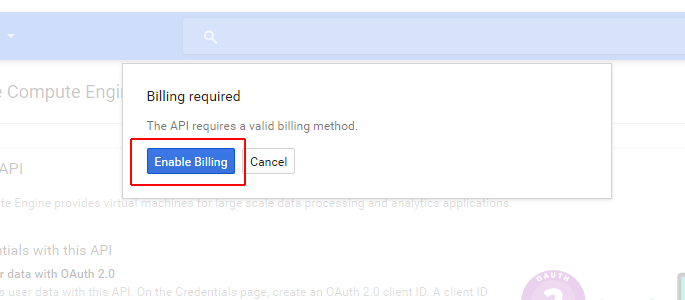 e Compute Engi
Billing required
The API requires a valid billing method.
Enable Billing
Cancel
API
te Engine provides virtual machines for large scale data processing and analytics applications.
tials with this API
r data with OAuth 2.0
s user data with this API. On the Credentials page, create an OAuth 2.0 client ID. A client ID
OAUTH